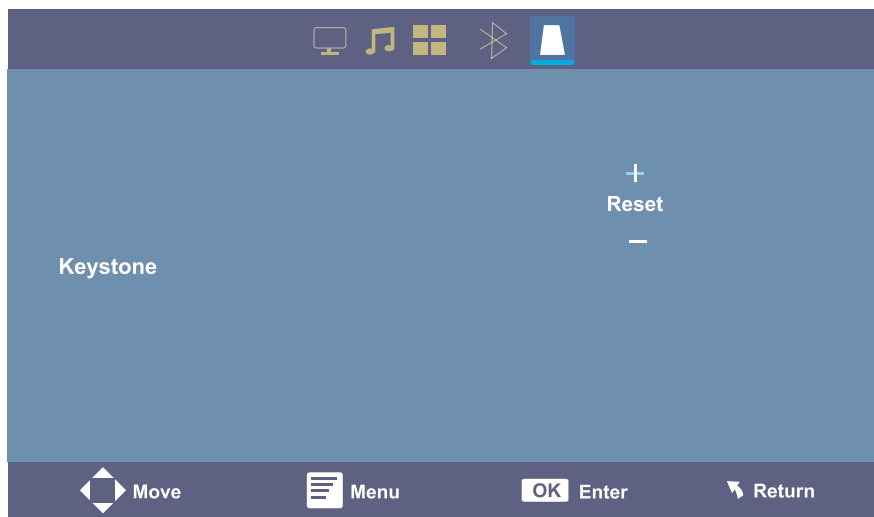 +
Reset
−
Keystone
Move
Menu
OK Enter
Return